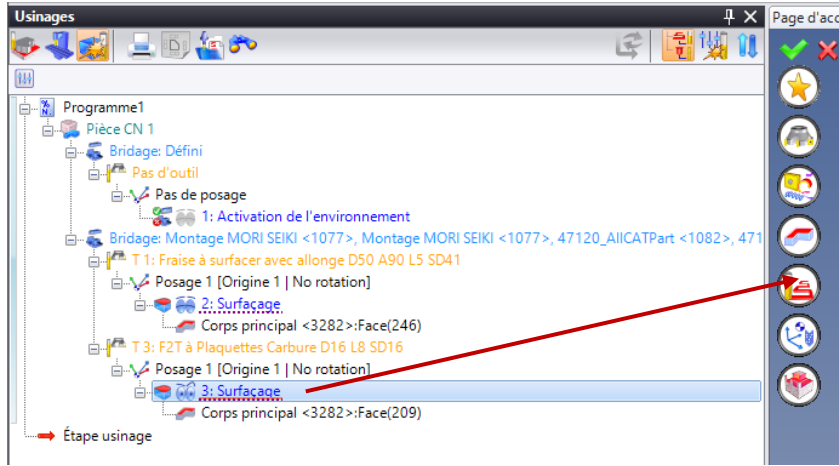 Usinages
Page d'acc
Programme1
Pièce CN 1
Bridage: Défini
Pas d'outil
Pas de posage
1: Activation de l'environnement
Bridage: Montage MORI SEIKI <1077>, Montage MORI SEIKI <1077>, 47120_AllCATPart <1082>, 471
T 1: Fraise à surfacer avec allonge D50 A90 L5 SD41
Posage 1 [Origine 1 | No rotation]
2: Surfaçage
Corps principal <3282>:Face(246)
T 3: F2T à Plaquettes Carbure D16 L8 SD16
Posage 1 [Origine 1 | No rotation]
3: Surfaçage
Corps principal <3282>:Face(209)
Étape usinage